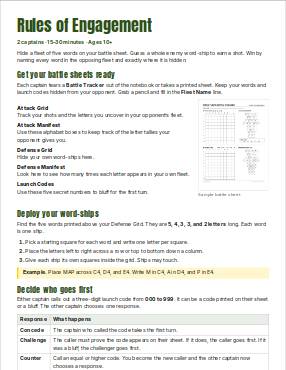 Rules of Engagement
2 captains · 15-30 minutes · Ages 10+
Hide a fleet of five words on your battle sheet. Guess a whole enemy word-ship to earn a shot. Win by
naming every word in the opposing fleet and exactly where it is hidden.
Get your battle sheets ready
Each captain tears a Battle Tracker out of the notebook or takes a printed sheet. Keep your words and
launch codes hidden from your opponent. Grab a pencil and fill in the Fleet Name line.
Attack Grid
Track your shots and the letters you uncover in your opponent's fleet.
Attack Manifest
Use these alphabet boxes to keep track of the letter tallies your
opponent gives you.
Defense Grid
Hide your own word-ships here.
Defense Manifest
Look here to see how many times each letter appears in your own fleet.
Launch Codes
Use these five secret numbers to bluff for the first turn.
Sample battle sheet
Deploy your word-ships
Find the five words printed above your Defense Grid. They are 5, 4, 3, 3, and 2 letters long. Each word
is one ship.
1. Pick a starting square for each word and write one letter per square.
2. Place the letters left to right across a row or top to bottom down a column.
3. Give each ship its own squares inside the grid. Ships may touch.
Example. Place MAP across C4, D4, and E4. Write M in C4, A in D4, and P in E4.
Decide who goes first
Either captain calls out a three-digit launch code from 000 to 999. It can be a code printed on their sheet
or a bluff. The other captain chooses one response.
Response What happens
Concede The captain who called the code takes the first turn.
Challenge The caller must prove the code appears on their sheet. If it does, the caller goes first. If it
was a bluff, the challenger goes first.
Counter Call an equal or higher code. You become the new caller and the other captain now
chooses a response.